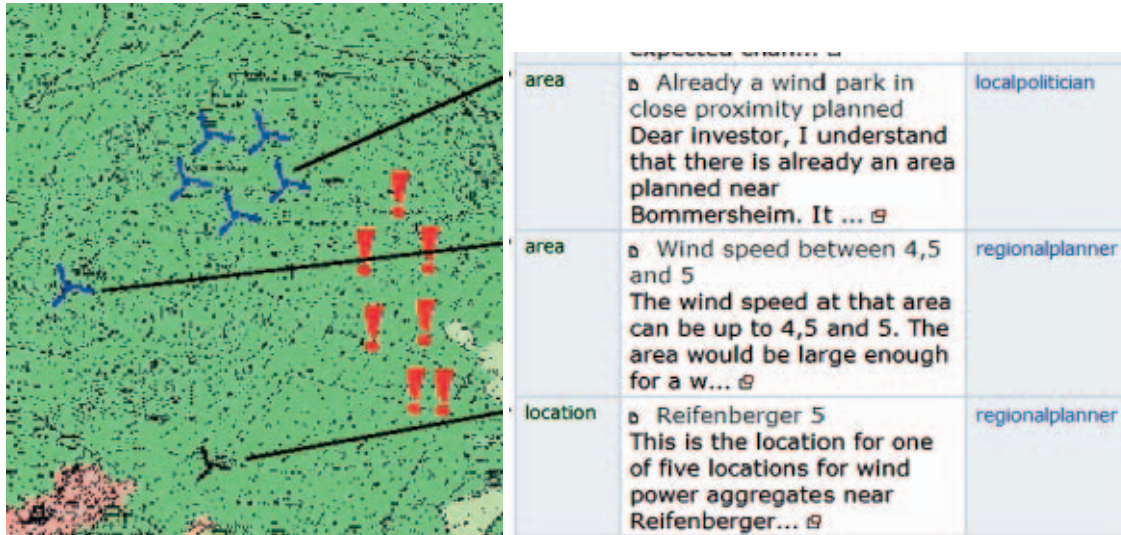 expected chan...
area
Already a wind park in
close proximity planned
Dear investor, I understand
that there is already an area
planned near
Bommersheim. It ...
localpolitician
area
Wind speed between 4,5
and 5
The wind speed at that area
can be up to 4,5 and 5. The
area would be large enough
for a w...
regionalplanner
location
Reifenberger 5
This is the location for one
of five locations for wind
power aggregates near
Reifenberger...
regionalplanner